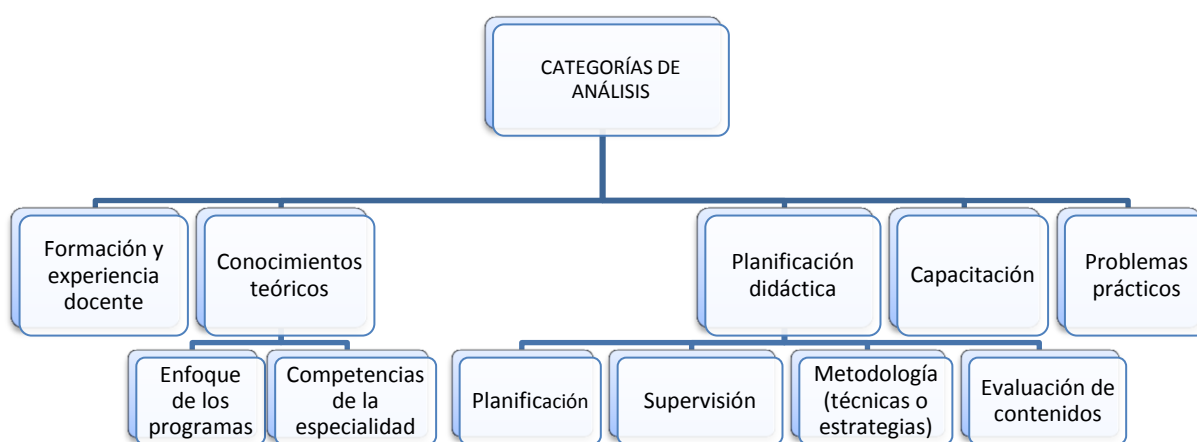 CATEGORÍAS DE
ANÁLISIS
Formación y
experiencia
docente
Conocimientos
teóricos
Planificación
didáctica
Capacitación
Problemas
prácticos
Enfoque
de los
programas
Competencias
de la
especialidad
Planificación
Supervisión
Metodología
(técnicas o
estrategias)
Evaluación de
contenidos